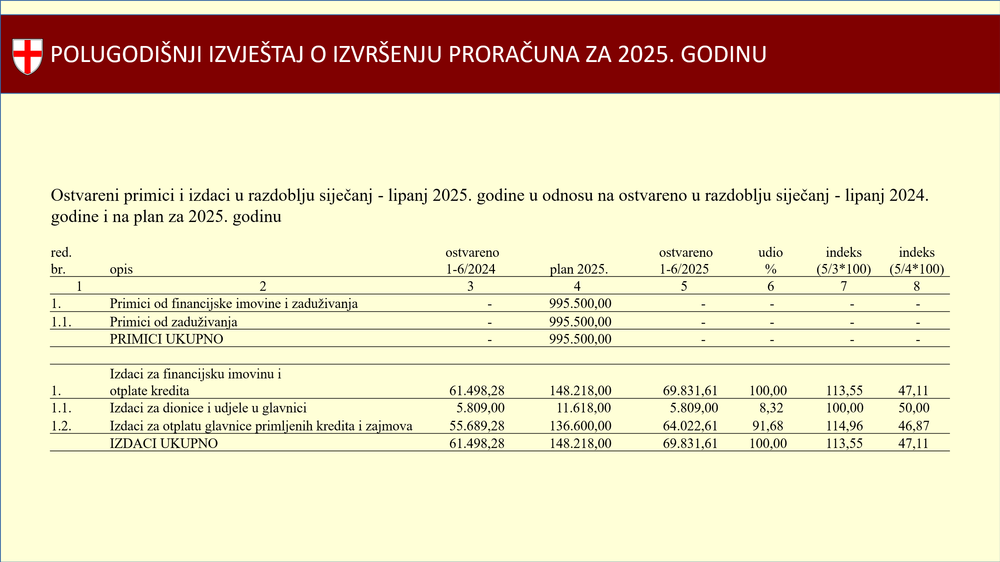 POLUGODIŠNJI IZVJEŠTAJ O IZVRŠENJU PRORAČUNA ZA 2025. GODINU
Ostvareni primici i izdaci u razdoblju siječanj - lipanj 2025. godine u odnosu na ostvareno u razdoblju siječanj - lipanj 2024.
godine i na plan za 2025. godinu
red. ostvareno ostvareno udio indeks indeks
br. opis 1-6/2024 plan 2025. 1-6/2025 % (5/3*100) (5/4*100)
1 2 3 4 5 6 7 8
1. Primici od financijske imovine i zaduživanja - 995.500,00 - - - -
1.1. Primici od zaduživanja - 995.500,00 - - - -
PRIMICI UKUPNO - 995.500,00 - - - -
Izdaci za financijsku imovinu i
1. otplate kredita 61.498,28 148.218,00 69.831,61 100,00 113,55 47,11
1.1. Izdaci za dionice i udjele u glavnici 5.809,00 11.618,00 5.809,00 8,32 100,00 50,00
1.2. Izdaci za otplatu glavnice primljenih kredita i zajmova 55.689,28 136.600,00 64.022,61 91,68 114,96 46,87
IZDACI UKUPNO 61.498,28 148.218,00 69.831,61 100,00 113,55 47,11